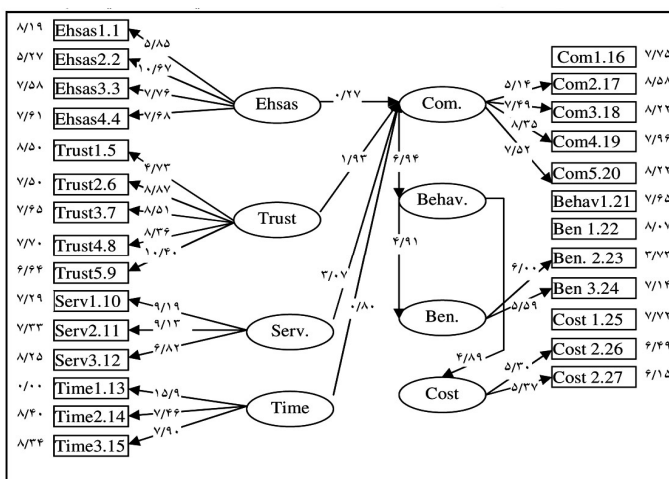 ۸/۱۹ Ehsas1.1
۵/۲۷ Ehsas2.2
۷/۵۸ Ehsas3.3
۷/۶۱ Ehsas4.4
۸/۵۰ Trust1.5
۷/۵۰ Trust2.6
۷/۶۵ Trust3.7
۷/۷۰ Trust4.8
۶/۶۴ Trust5.9
۷/۲۹ Serv1.10
۷/۳۳ Serv2.11
۸/۲۵ Serv3.12
۰/۰۰ Time1.13
۸/۴۰ Time2.14
۸/۳۴ Time3.15
۵/۸۵
۱۰/۶۷
۷/۷۶
۷/۶۸
۴/۷۳
۸/۸۷
۸/۵۱
۸/۳۶
۱۰/۴۰
۹/۱۹
۹/۱۳
۶/۸۲
۱۵/۹
۷/۴۶
۷/۹۰
Ehsas
Trust
Serv.
Time
۰/۲۷
۱/۹۳
۳/۰۷
۰/۸۰
Com.
۶/۹۴
Behav.
۴/۹۱
Ben.
۴/۸۹
Cost
۵/۱۴
۷/۴۹
۸/۳۵
۷/۵۲
۶/۰۰
۵/۵۹
۵/۳۰
۵/۳۷
Com1.16 ۷/۷۵
Com2.17 ۸/۵۸
Com3.18 ۸/۲۲
Com4.19 ۷/۹۶
Com5.20 ۸/۲۲
Behav1.21 ۷/۶۵
Ben 1.22 ۸/۰۷
Ben. 2.23 ۳/۷۳
Ben 3.24 ۷/۱۴
Cost 1.25 ۷/۷۲
Cost 2.26 ۶/۴۹
Cost 2.27 ۶/۱۵